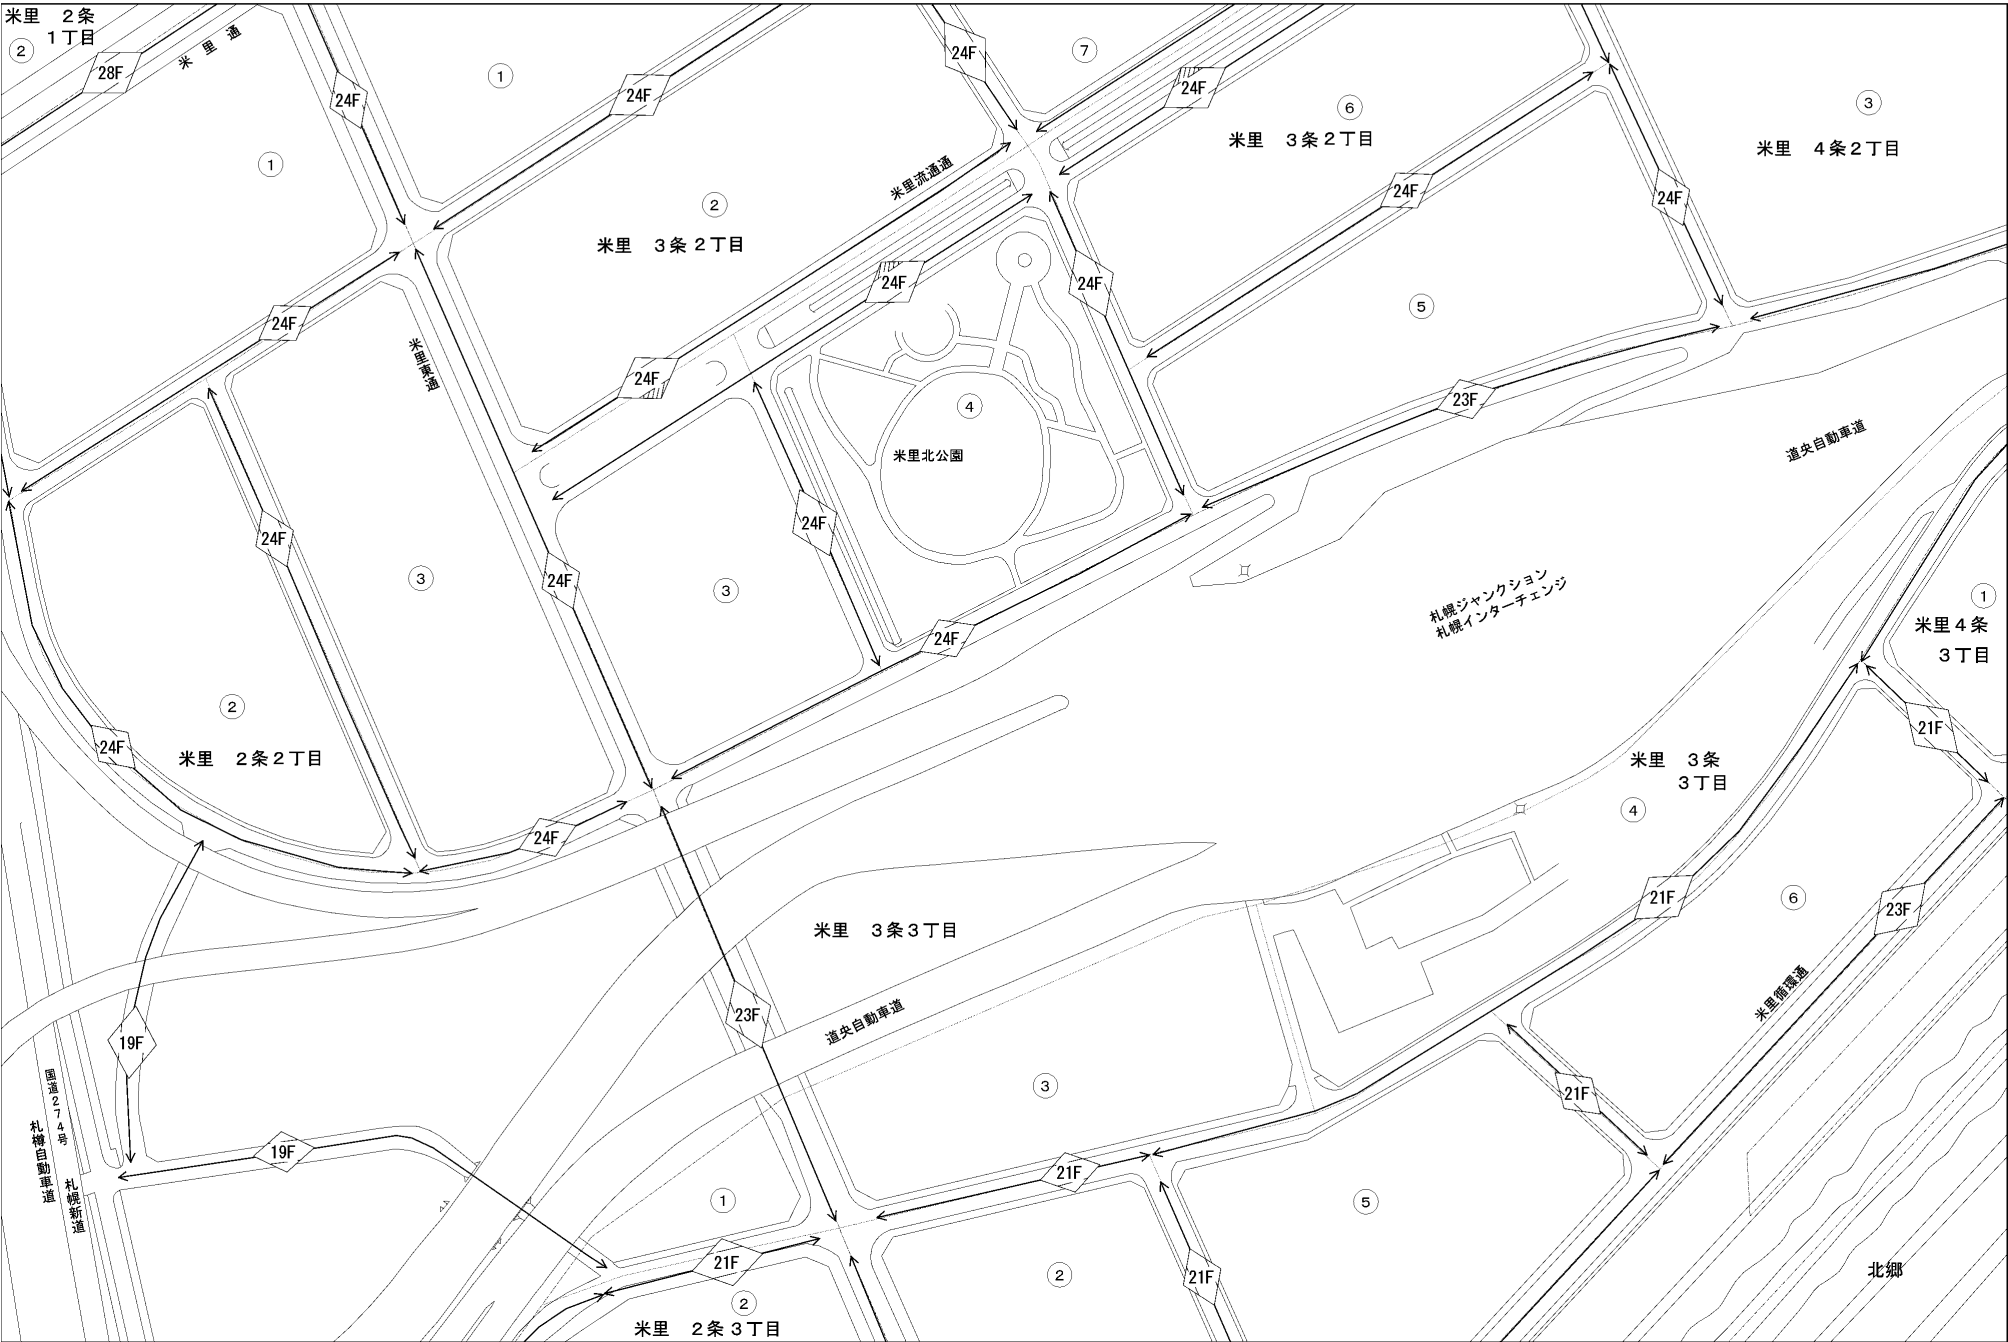 米里　２条
１丁目
②
28F
米里通
24F
①
24F
24F
⑦
24F
⑥
米里　３条２丁目
③
米里　４条２丁目
①
②
米里　３条２丁目
米里流通通
24F
24F
24F
24F
24F
米里東通
24F
⑤
④
米里北公園
23F
道央自動車道
24F
24F
24F
③
③
24F
札幌ジャンクション
札幌インターチェンジ
①
米里４条
３丁目
②
米里　２条２丁目
24F
24F
21F
米里　３条
３丁目
④
21F
⑥
23F
米里　３条３丁目
道央自動車道
23F
米里循環通
19F
国道２７４号
札樽自動車道
札幌新道
19F
③
21F
21F
①
21F
②
米里　２条３丁目
②
21F
⑤
北郷